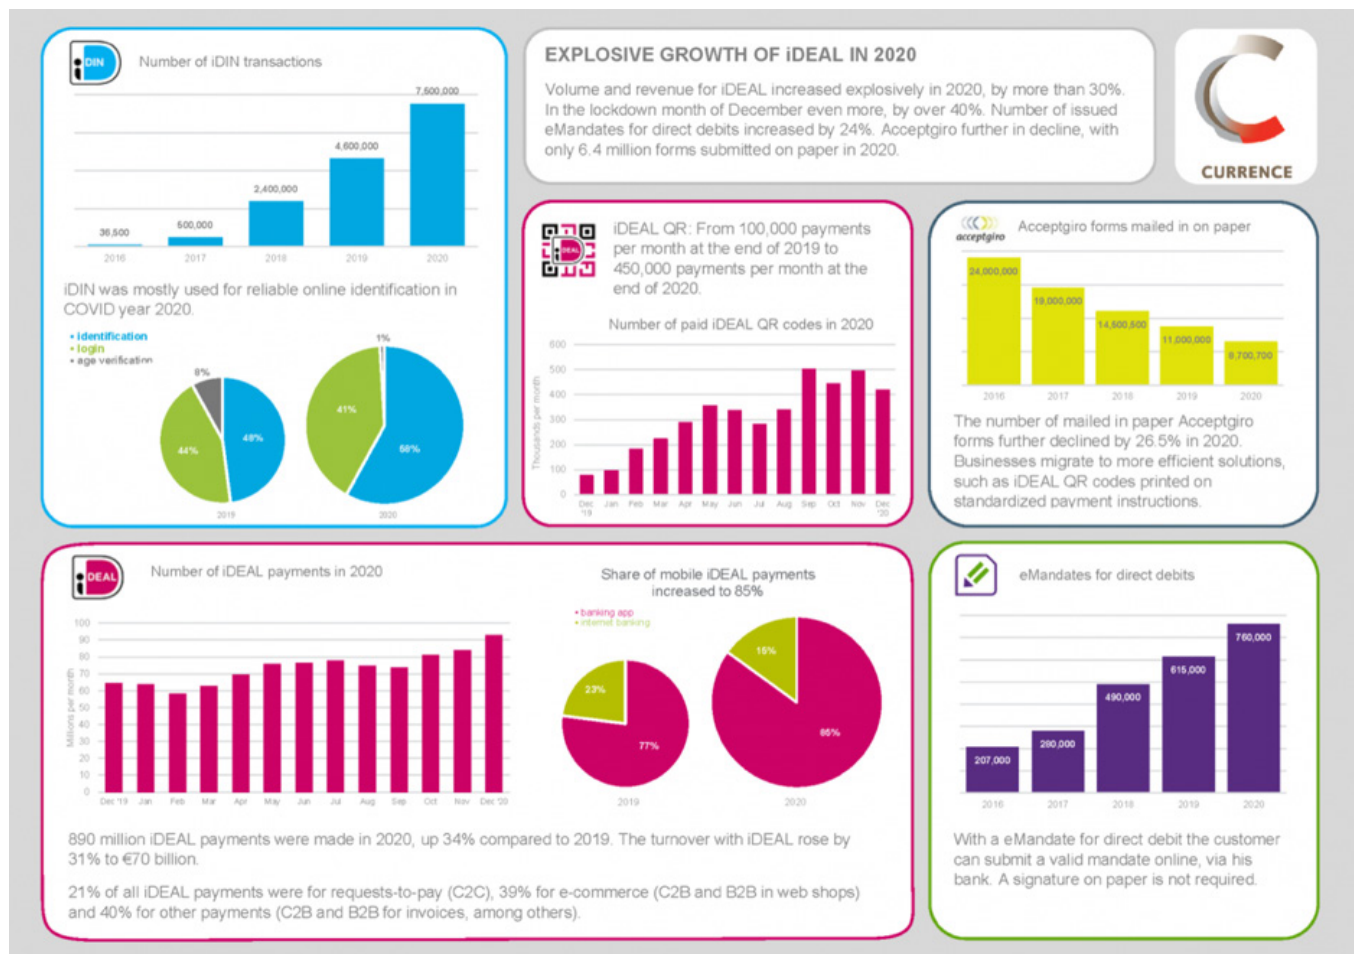 iDIN
Number of iDIN transactions
7,500,000
4,600,000
2,400,000
500,000
36,500
2016 2017 2018 2019 2020
iDIN was mostly used for reliable online identification in
COVID year 2020.
• identification
• login
• age verification
8%
44%
48%
2019
1%
41%
58%
2020
EXPLOSIVE GROWTH OF iDEAL IN 2020
Volume and revenue for iDEAL increased explosively in 2020, by more than 30%.
In the lockdown month of December even more, by over 40%. Number of issued
eMandates for direct debits increased by 24%. Acceptgiro further in decline, with
only 6.4 million forms submitted on paper in 2020.
CURRENCE
iDEAL
iDEAL QR: From 100,000 payments
per month at the end of 2019 to
450,000 payments per month at the
end of 2020.
Number of paid iDEAL QR codes in 2020
Thousands per month
600
500
400
300
200
100
0
Dec '19 Jan Feb Mar Apr May Jun Jul Aug Sep Oct Nov Dec '20
acceptgiro
Acceptgiro forms mailed in on paper
24,000,000
19,000,000
14,500,500
11,000,000
8,700,700
2016 2017 2018 2019 2020
The number of mailed in paper Acceptgiro
forms further declined by 26.5% in 2020.
Businesses migrate to more efficient solutions,
such as iDEAL QR codes printed on
standardized payment instructions.
iDEAL
Number of iDEAL payments in 2020
Millions per month
100
90
80
70
60
50
40
30
20
10
0
Dec '19 Jan Feb Mar Apr May Jun Jul Aug Sep Oct Nov Dec '20
Share of mobile iDEAL payments
increased to 85%
• banking app
• internet banking
23%
77%
2019
15%
85%
2020
890 million iDEAL payments were made in 2020, up 34% compared to 2019. The turnover with iDEAL rose by
31% to €70 billion.
21% of all iDEAL payments were for requests-to-pay (C2C), 39% for e-commerce (C2B and B2B in web shops)
and 40% for other payments (C2B and B2B for invoices, among others).
eMandates for direct debits
760,000
615,000
490,000
280,000
207,000
2016 2017 2018 2019 2020
With a eMandate for direct debit the customer
can submit a valid mandate online, via his
bank. A signature on paper is not required.